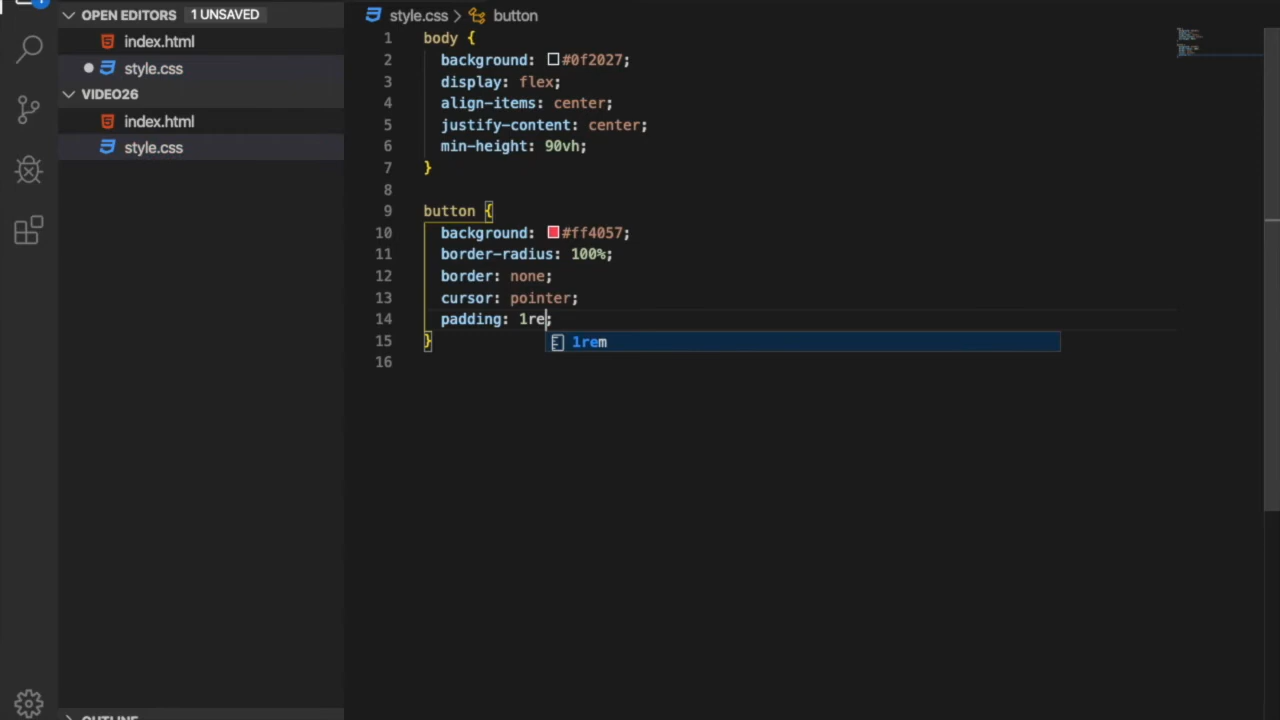 OPEN EDITORS 1 UNSAVED
index.html
style.css
VIDEO26
index.html
style.css
OUTLINE
style.css > button
1 body {
2 background: #0f2027;
3 display: flex;
4 align-items: center;
5 justify-content: center;
6 min-height: 90vh;
7 }
8
9 button {
10 background: #ff4057;
11 border-radius: 100%;
12 border: none;
13 cursor: pointer;
14 padding: 1re;
1rem
15 }
16